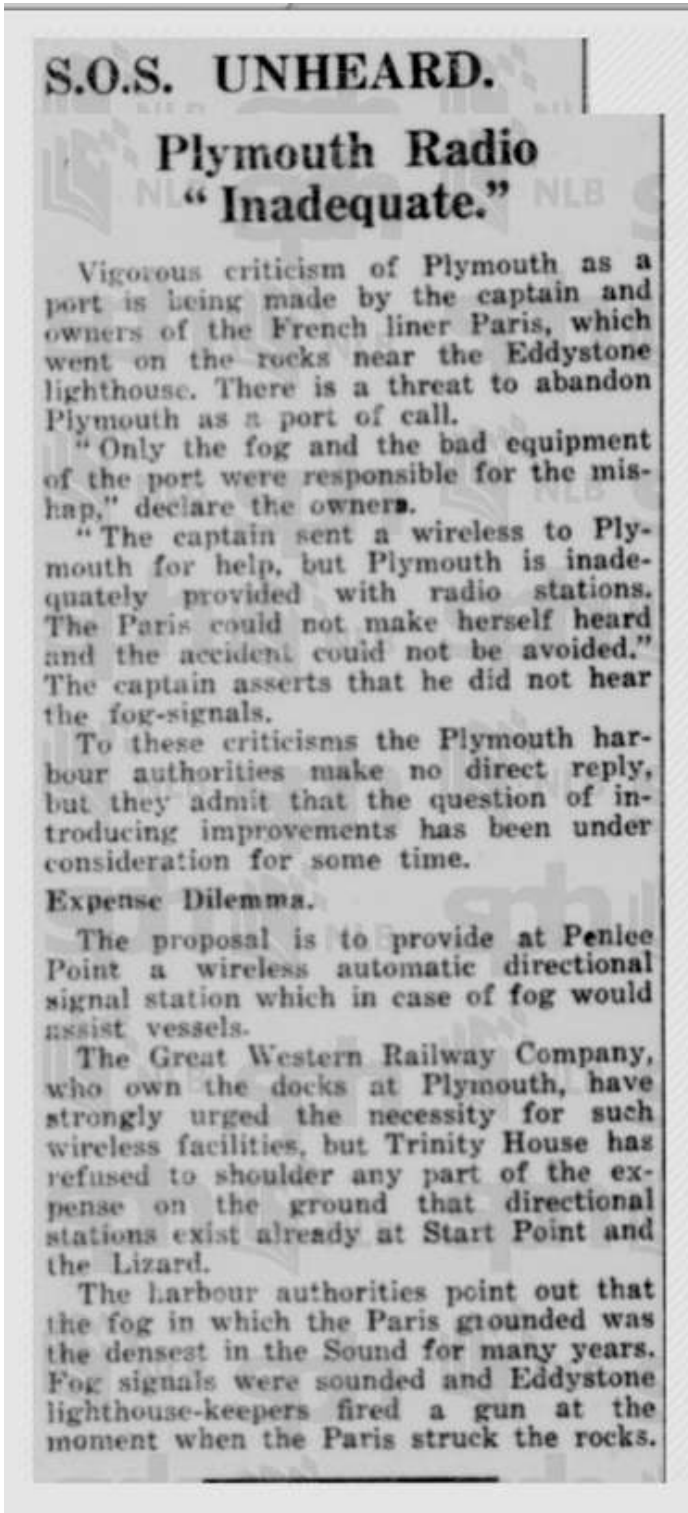 S.O.S. UNHEARD.
Plymouth Radio
“ Inadequate.”
Vigorous criticism of Plymouth as a
port is being made by the captain and
owners of the French liner Paris, which
went on the rocks near the Eddystone
lighthouse. There is a threat to abandon
Plymouth as a port of call.
“ Only the fog and the bad equipment
of the port were responsible for the mis-
hap,” declare the owners.
“ The captain sent a wireless to Ply-
mouth for help, but Plymouth is inade-
quately provided with radio stations.
The Paris could not make herself heard
and the accident could not be avoided.”
The captain asserts that he did not hear
the fog-signals.
To these criticisms the Plymouth har-
bour authorities make no direct reply,
but they admit that the question of in-
troducing improvements has been under
consideration for some time.
Expense Dilemma.
The proposal is to provide at Penlee
Point a wireless automatic directional
signal station which in case of fog would
assist vessels.
The Great Western Railway Company,
who own the docks at Plymouth, have
strongly urged the necessity for such
wireless facilities, but Trinity House has
refused to shoulder any part of the ex-
pense on the ground that directional
stations exist already at Start Point and
the Lizard.
The harbour authorities point out that
the fog in which the Paris grounded was
the densest in the Sound for many years.
Fog signals were sounded and Eddystone
lighthouse-keepers fired a gun at the
moment when the Paris struck the rocks.